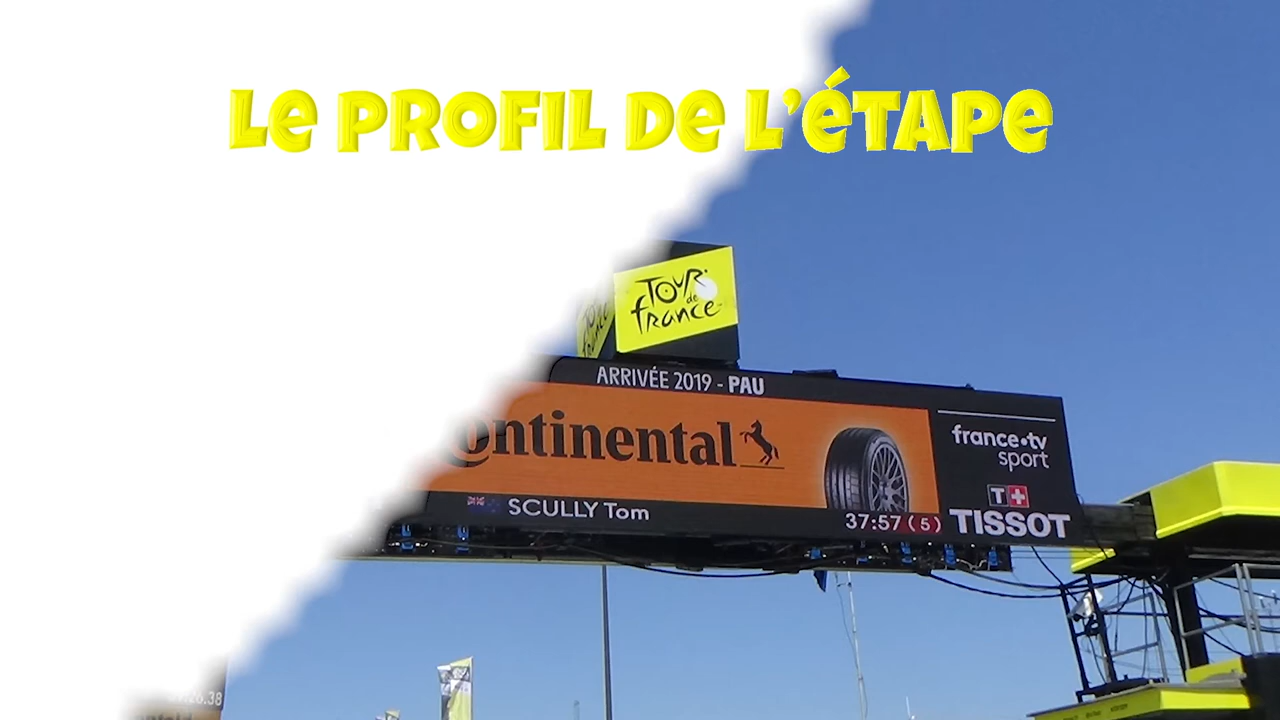 Le profil de l'étape
TOUR
de
france
ARRIVÉE 2019 - PAU
Continental
france•tv
sport
SCULLY Tom
37:57 ( 5 )
T+
TISSOT